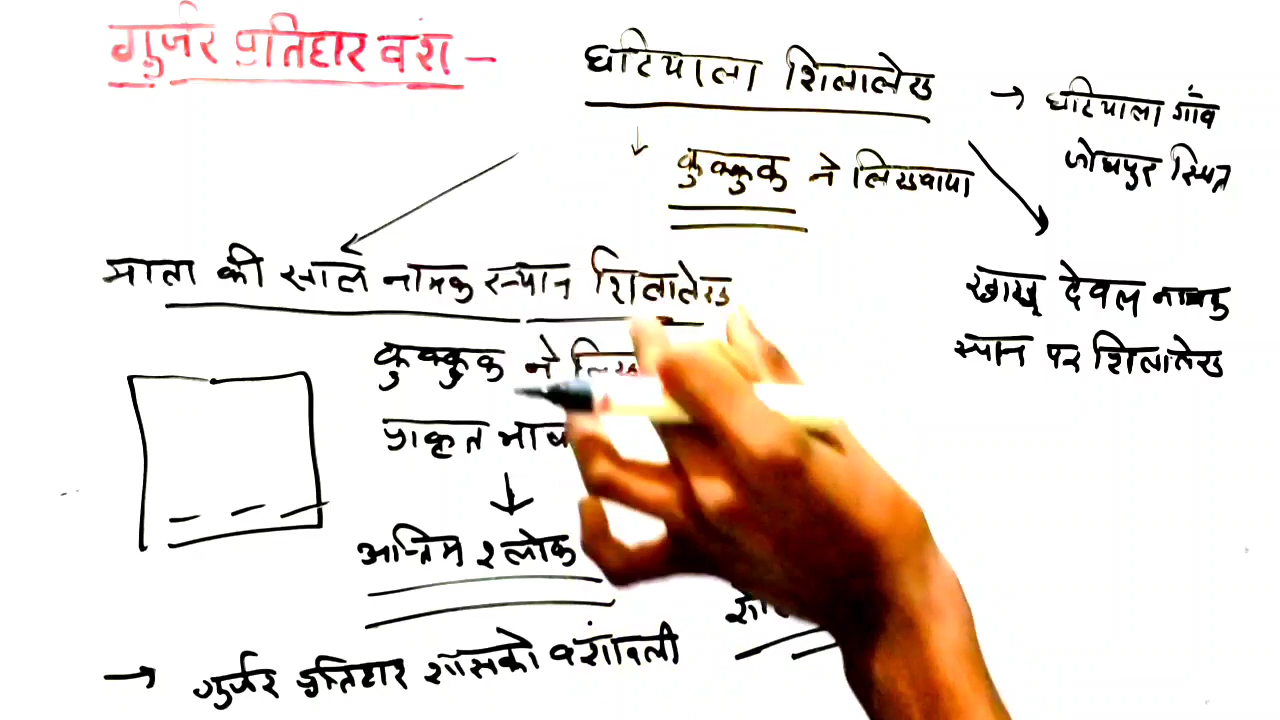 गुर्जर प्रतिहार वंश –
घटियाला शिलालेख
→ घटियाला गाँव
जोधपुर स्थित
कुक्कुक ने लिखवाया
माता की साल नामक स्थान शिलालेख
खाखू देवल नामक
स्थान पर शिलालेख
कुक्कुक ने
प्राकृत
अन्तिम श्लोक
→ गुर्जर प्रतिहार शासको वंशावली